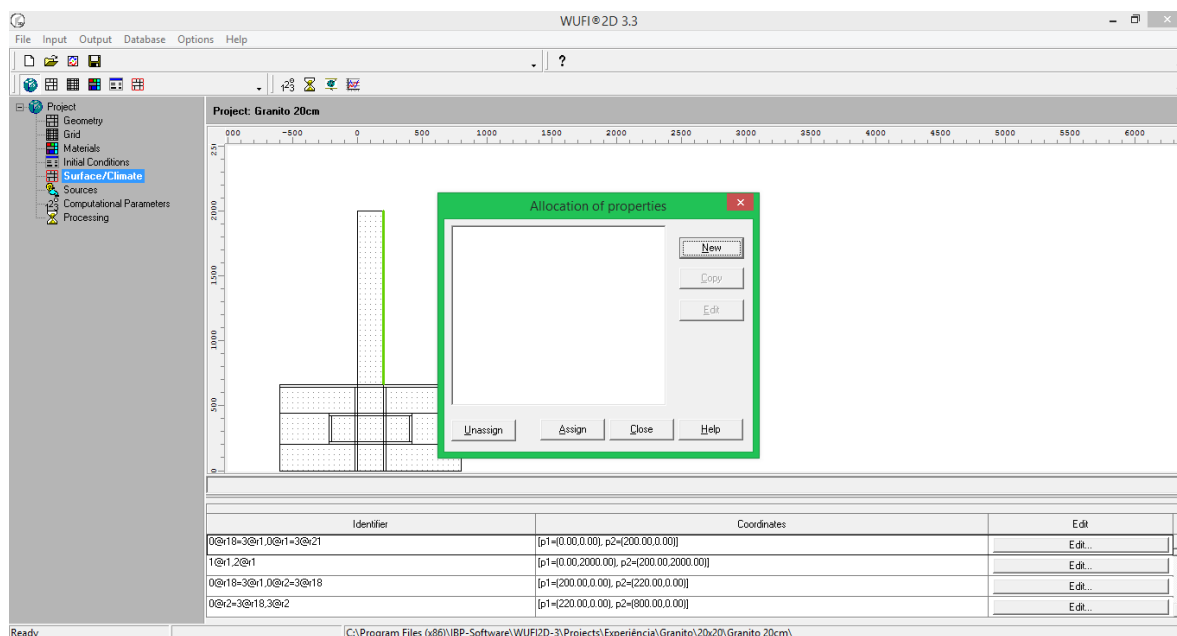 WUFI®2D 3.3
File Input Output Database Options Help
?
Project
Geometry
Grid
Materials
Initial Conditions
Surface/Climate
Sources
Computational Parameters
Processing
Project: Granito 20cm
000 -500 0 500 1000 1500 2000 2500 3000 3500 4000 4500 5000 5500 6000
251
2000
1500
1000
500
0
Allocation of properties
New
Copy
Edit
Unassign Assign Close Help
Identifier Coordinates Edit
0@r18=3@r1,0@r1=3@r21 [p1=(0.00,0.00), p2=(200.00,0.00)] Edit...
1@r1,2@r1 [p1=(0.00,2000.00), p2=(200.00,2000.00)] Edit...
0@r18=3@r1,0@r2=3@r18 [p1=(200.00,0.00), p2=(220.00,0.00)] Edit...
0@r2=3@r18,3@r2 [p1=(220.00,0.00), p2=(800.00,0.00)] Edit...
Ready C:\Program Files (x86)\IBP-Software\WUFI2D-3\Projects\Experiência\Granito\20x20\Granito 20cm\